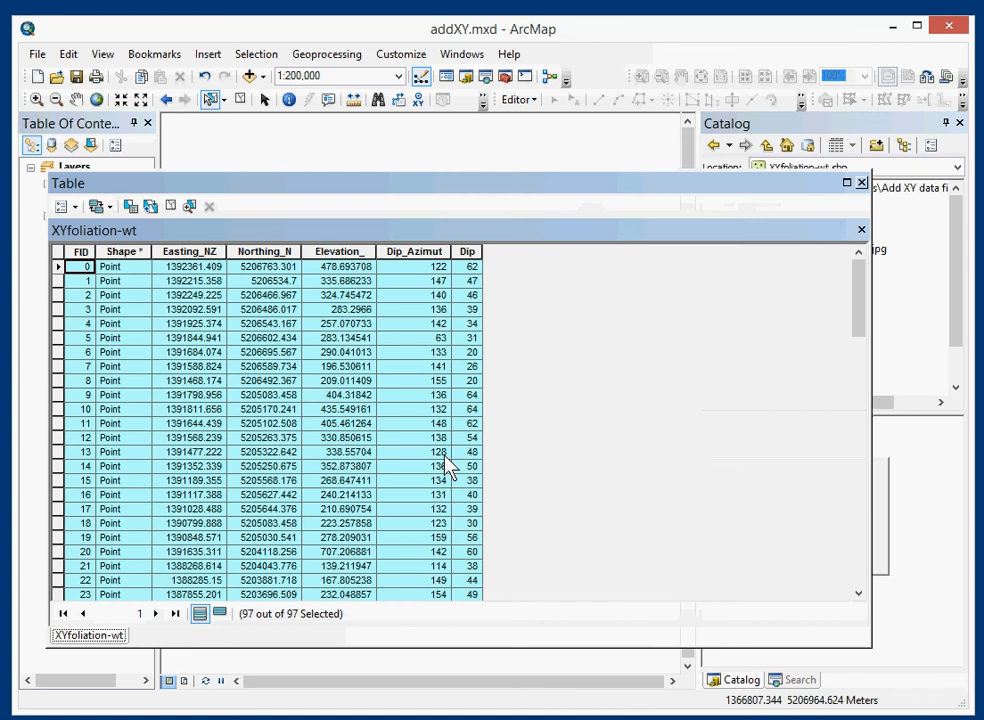 addXY.mxd - ArcMap
File Edit View Bookmarks Insert Selection Geoprocessing Customize Windows Help
1:200,000 100%
Editor
Table Of Conte... Catalog
Layers Location: XYfoliation-wt.shp
Table s\Add XY data fi
XYfoliation-wt
jpg
FID Shape * Easting_NZ Northing_N Elevation_ Dip_Azimut Dip
0 Point 1392361.409 5206763.301 478.693708 122 62
1 Point 1392215.358 5206534.7 335.686233 147 47
2 Point 1392249.225 5206466.967 324.745472 140 46
3 Point 1392092.591 5206486.017 283.2966 136 39
4 Point 1391925.374 5206543.167 257.070733 142 34
5 Point 1391844.941 5206602.434 283.134541 63 31
6 Point 1391684.074 5206695.567 290.041013 133 20
7 Point 1391588.824 5206589.734 196.530611 141 26
8 Point 1391468.174 5206492.367 209.011409 155 20
9 Point 1391798.956 5205083.458 404.31842 136 64
10 Point 1391811.656 5205170.241 435.549161 132 64
11 Point 1391644.439 5205102.508 405.461264 148 62
12 Point 1391568.239 5205263.375 330.850615 138 54
13 Point 1391477.222 5205322.642 338.55704 128 48
14 Point 1391352.339 5205250.675 352.873807 136 50
15 Point 1391189.355 5205568.176 268.647411 134 38
16 Point 1391117.388 5205627.442 240.214133 131 40
17 Point 1391028.488 5205644.376 210.690754 132 39
18 Point 1390799.888 5205083.458 223.257858 123 30
19 Point 1390848.571 5205030.541 278.209031 159 56
20 Point 1391635.311 5204118.256 707.206881 142 60
21 Point 1388268.614 5204043.776 139.211947 114 38
22 Point 1388285.15 5203881.718 167.805238 149 44
23 Point 1387855.201 5203696.509 232.048857 154 49
1 (97 out of 97 Selected)
XYfoliation-wt
Catalog Search
1366807.344 5206964.624 Meters